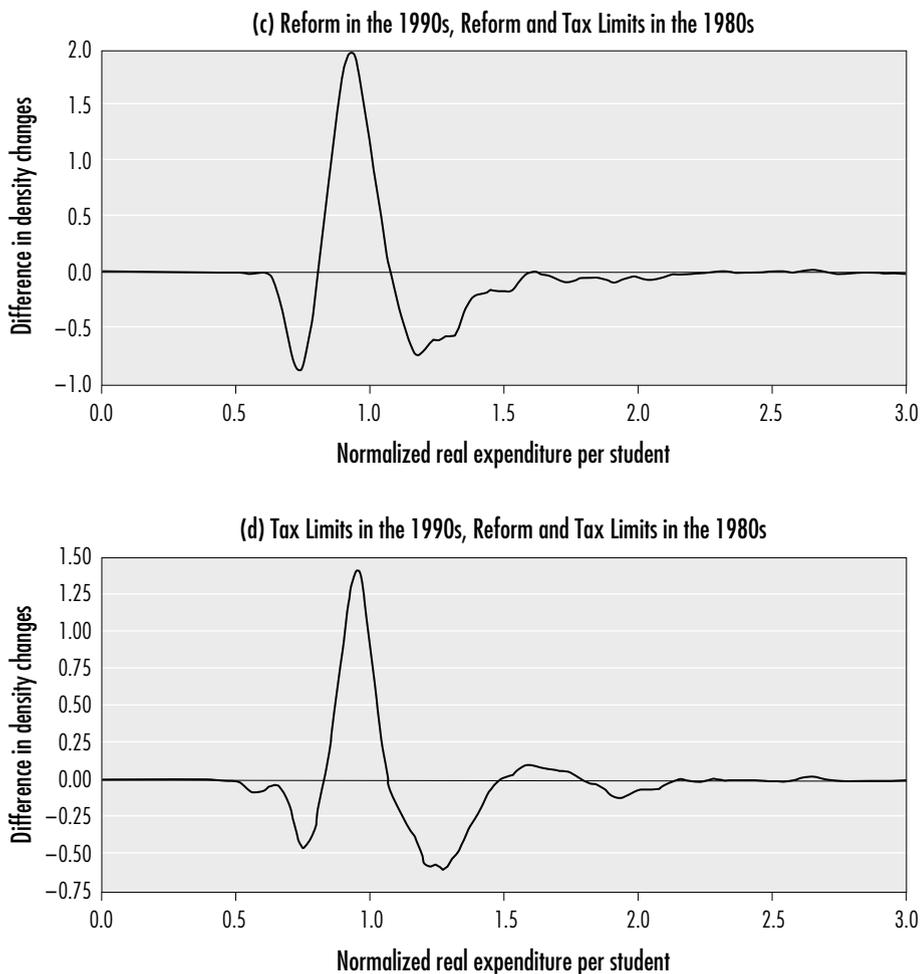 (c) Reform in the 1990s, Reform and Tax Limits in the 1980s
Difference in density changes
2.0
1.5
1.0
0.5
0.0
−0.5
−1.0
0.0 0.5 1.0 1.5 2.0 2.5 3.0
Normalized real expenditure per student
(d) Tax Limits in the 1990s, Reform and Tax Limits in the 1980s
Difference in density changes
1.50
1.25
1.00
0.75
0.50
0.25
0.00
−0.25
−0.50
−0.75
0.0 0.5 1.0 1.5 2.0 2.5 3.0
Normalized real expenditure per student